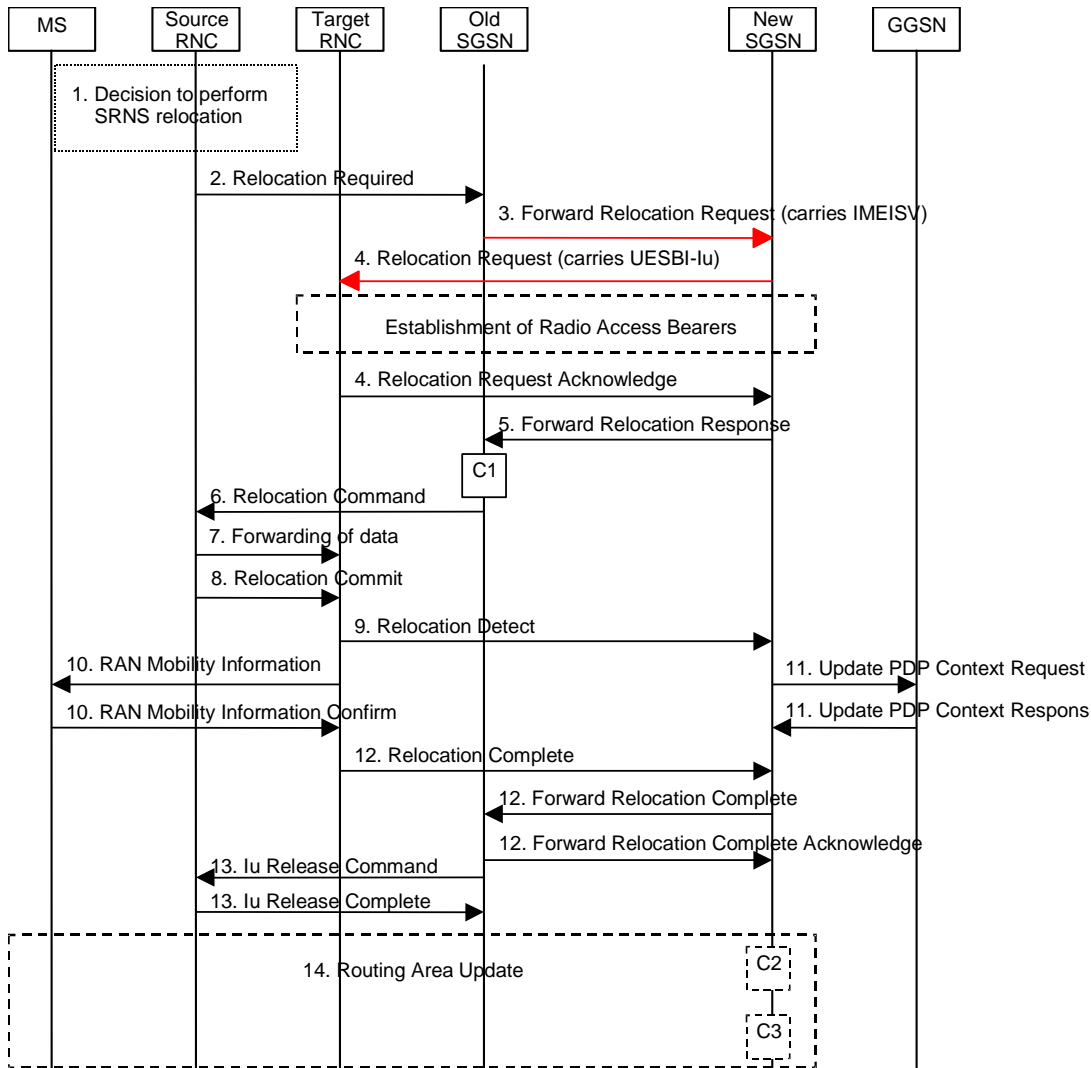 MS
Source
RNC
Target
RNC
Old
SGSN
New
SGSN
GGSN
1. Decision to perform
SRNS relocation
2. Relocation Required
3. Forward Relocation Request (carries IMEISV)
4. Relocation Request (carries UESBI-Iu)
Establishment of Radio Access Bearers
4. Relocation Request Acknowledge
5. Forward Relocation Response
C1
6. Relocation Command
7. Forwarding of data
8. Relocation Commit
9. Relocation Detect
10. RAN Mobility Information
11. Update PDP Context Request
10. RAN Mobility Information Confirm
11. Update PDP Context Respons
12. Relocation Complete
12. Forward Relocation Complete
12. Forward Relocation Complete Acknowledge
13. Iu Release Command
13. Iu Release Complete
14. Routing Area Update
C2
C3